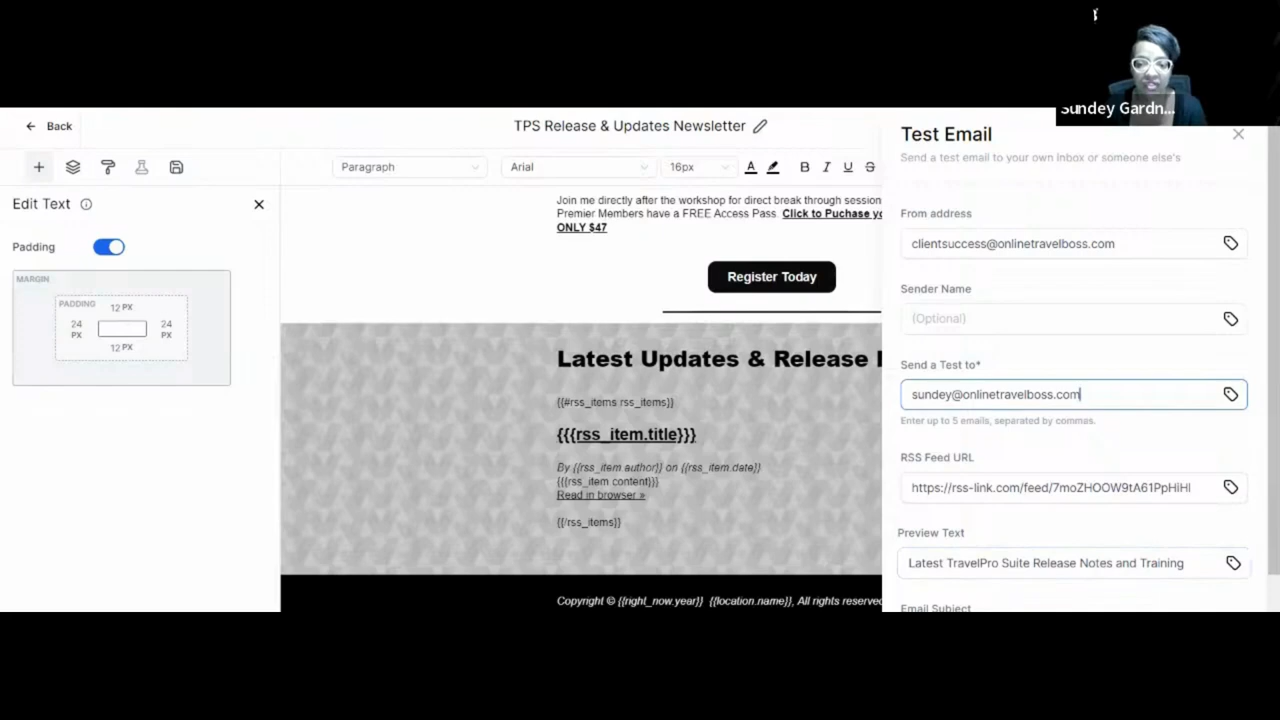 Sundey Gardn...
Back
TPS Release & Updates Newsletter
Test Email
Send a test email to your own inbox or someone else's
Paragraph
Arial
16px
A
B I U S
Edit Text
Padding
MARGIN
PADDING
12 PX
24 PX
24 PX
12 PX
Join me directly after the workshop for direct break through session
Premier Members have a FREE Access Pass. Click to Puchase yo
ONLY $47
Register Today
Latest Updates & Release
{{#rss_items rss_items}}
{{{rss_item.title}}}
By {{rss_item.author}} on {{rss_item.date}}
{{{rss_item content}}}
Read in browser »
{{/rss_items}}
Copyright © {{right_now.year}} {{location.name}}, All rights reserved
From address
clientsuccess@onlinetravelboss.com
Sender Name
(Optional)
Send a Test to*
sundey@onlinetravelboss.com
Enter up to 5 emails, separated by commas.
RSS Feed URL
https://rss-link.com/feed/7moZHOOW9tA61PpHiHl
Preview Text
Latest TravelPro Suite Release Notes and Training
Email Subject